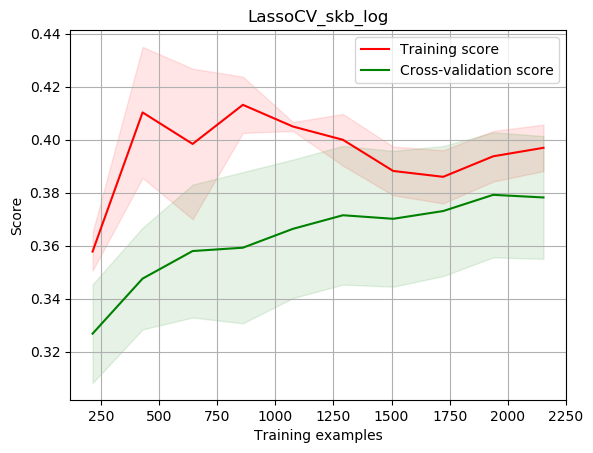 LassoCV_skb_log
Training score
Cross-validation score
0.44
0.42
0.40
0.38
0.36
0.34
0.32
Score
250 500 750 1000 1250 1500 1750 2000 2250
Training examples